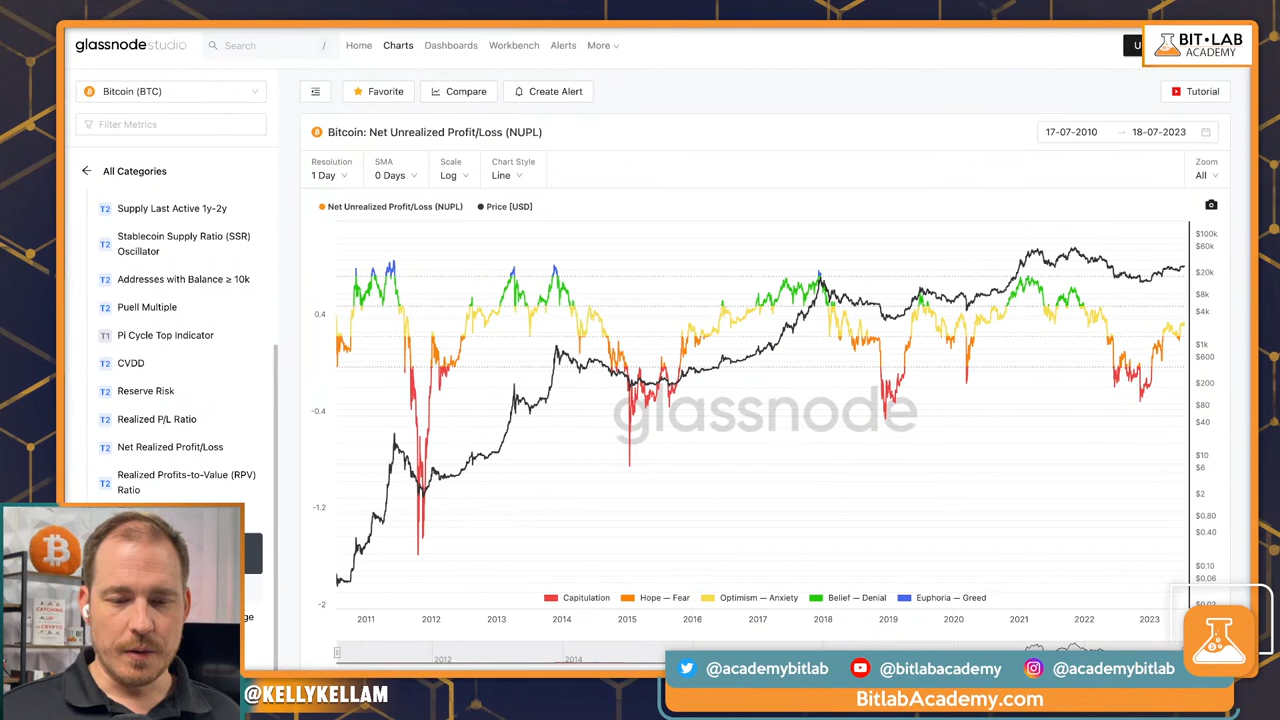 glassnode studio
Search /
Home Charts Dashboards Workbench Alerts More
U
BIT•LAB
ACADEMY
Bitcoin (BTC)
Favorite Compare Create Alert
Tutorial
Filter Metrics
Bitcoin: Net Unrealized Profit/Loss (NUPL)
17-07-2010 → 18-07-2023
All Categories
Resolution SMA Scale Chart Style Zoom
1 Day 0 Days Log Line All
T2 Supply Last Active 1y-2y
T2 Stablecoin Supply Ratio (SSR)
Oscillator
T2 Addresses with Balance ≥ 10k
T2 Puell Multiple
T1 Pi Cycle Top Indicator
T2 CVDD
T2 Reserve Risk
T2 Realized P/L Ratio
T2 Net Realized Profit/Loss
T2 Realized Profits-to-Value (RPV)
Ratio
Net Unrealized Profit/Loss (NUPL) Price [USD]
0.4
-0.4
-1.2
-2
$100k
$60k
$20k
$8k
$4k
$1k
$600
$200
$80
$40
$10
$6
$2
$0.80
$0.40
$0.10
$0.06
glassnode
Capitulation Hope — Fear Optimism — Anxiety Belief — Denial Euphoria — Greed
2011 2012 2013 2014 2015 2016 2017 2018 2019 2020 2021 2022 2023
2012 2014
ge
CATCHING
UP
TO CRYPTO
@KELLYKELLAM
@academybitlab @bitlabacademy @academybitlab
BitlabAcademy.com